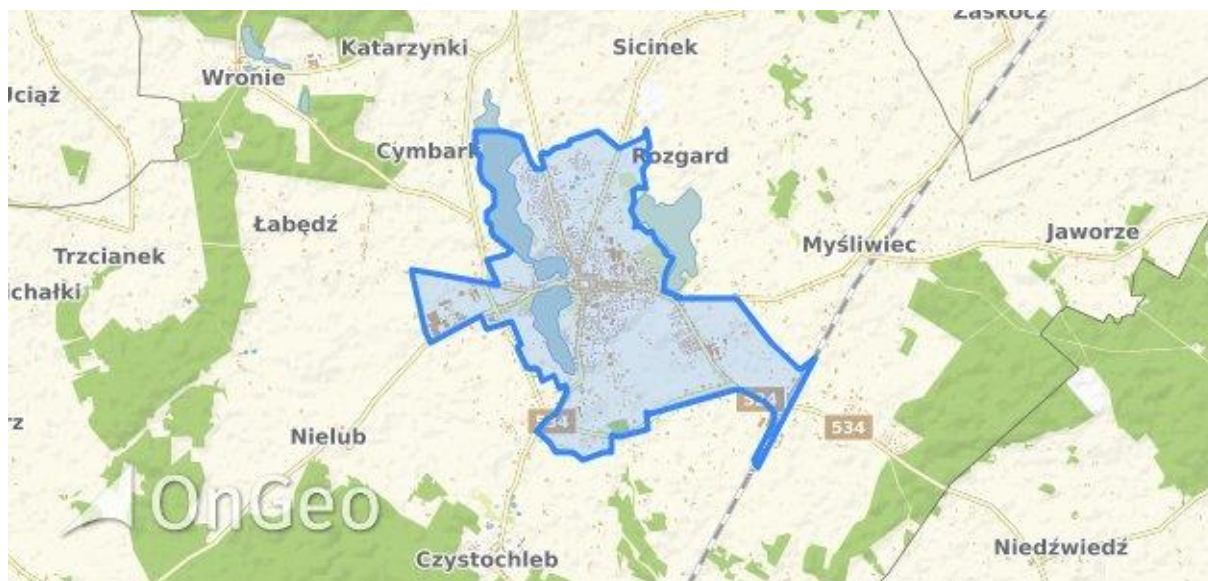 Zaskocz
Katarzynki
Sicinek
Wronie
Cymbark
Rozgard
Łabędź
Trzcianek
Myśliwiec
Jaworze
534
534
534
Nielub
OnGeo
Czystochleb
Niedźwiedź